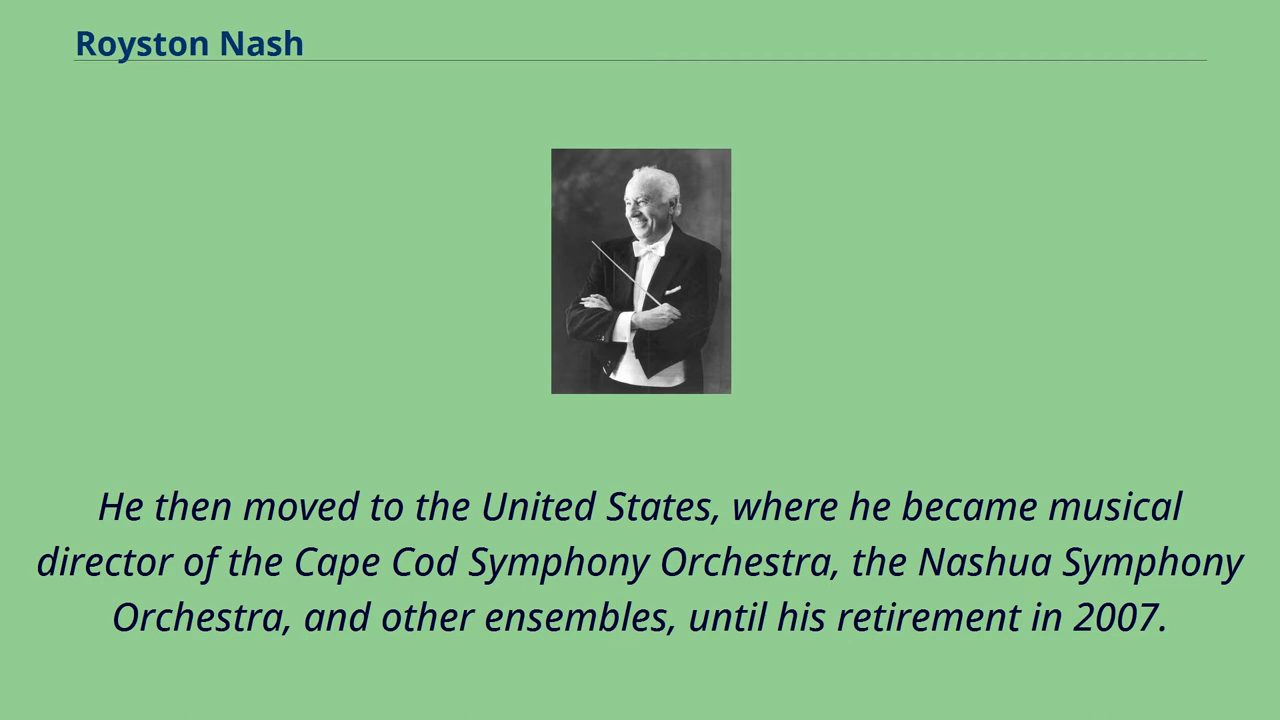 Royston Nash
He then moved to the United States, where he became musical
director of the Cape Cod Symphony Orchestra, the Nashua Symphony
Orchestra, and other ensembles, until his retirement in 2007.